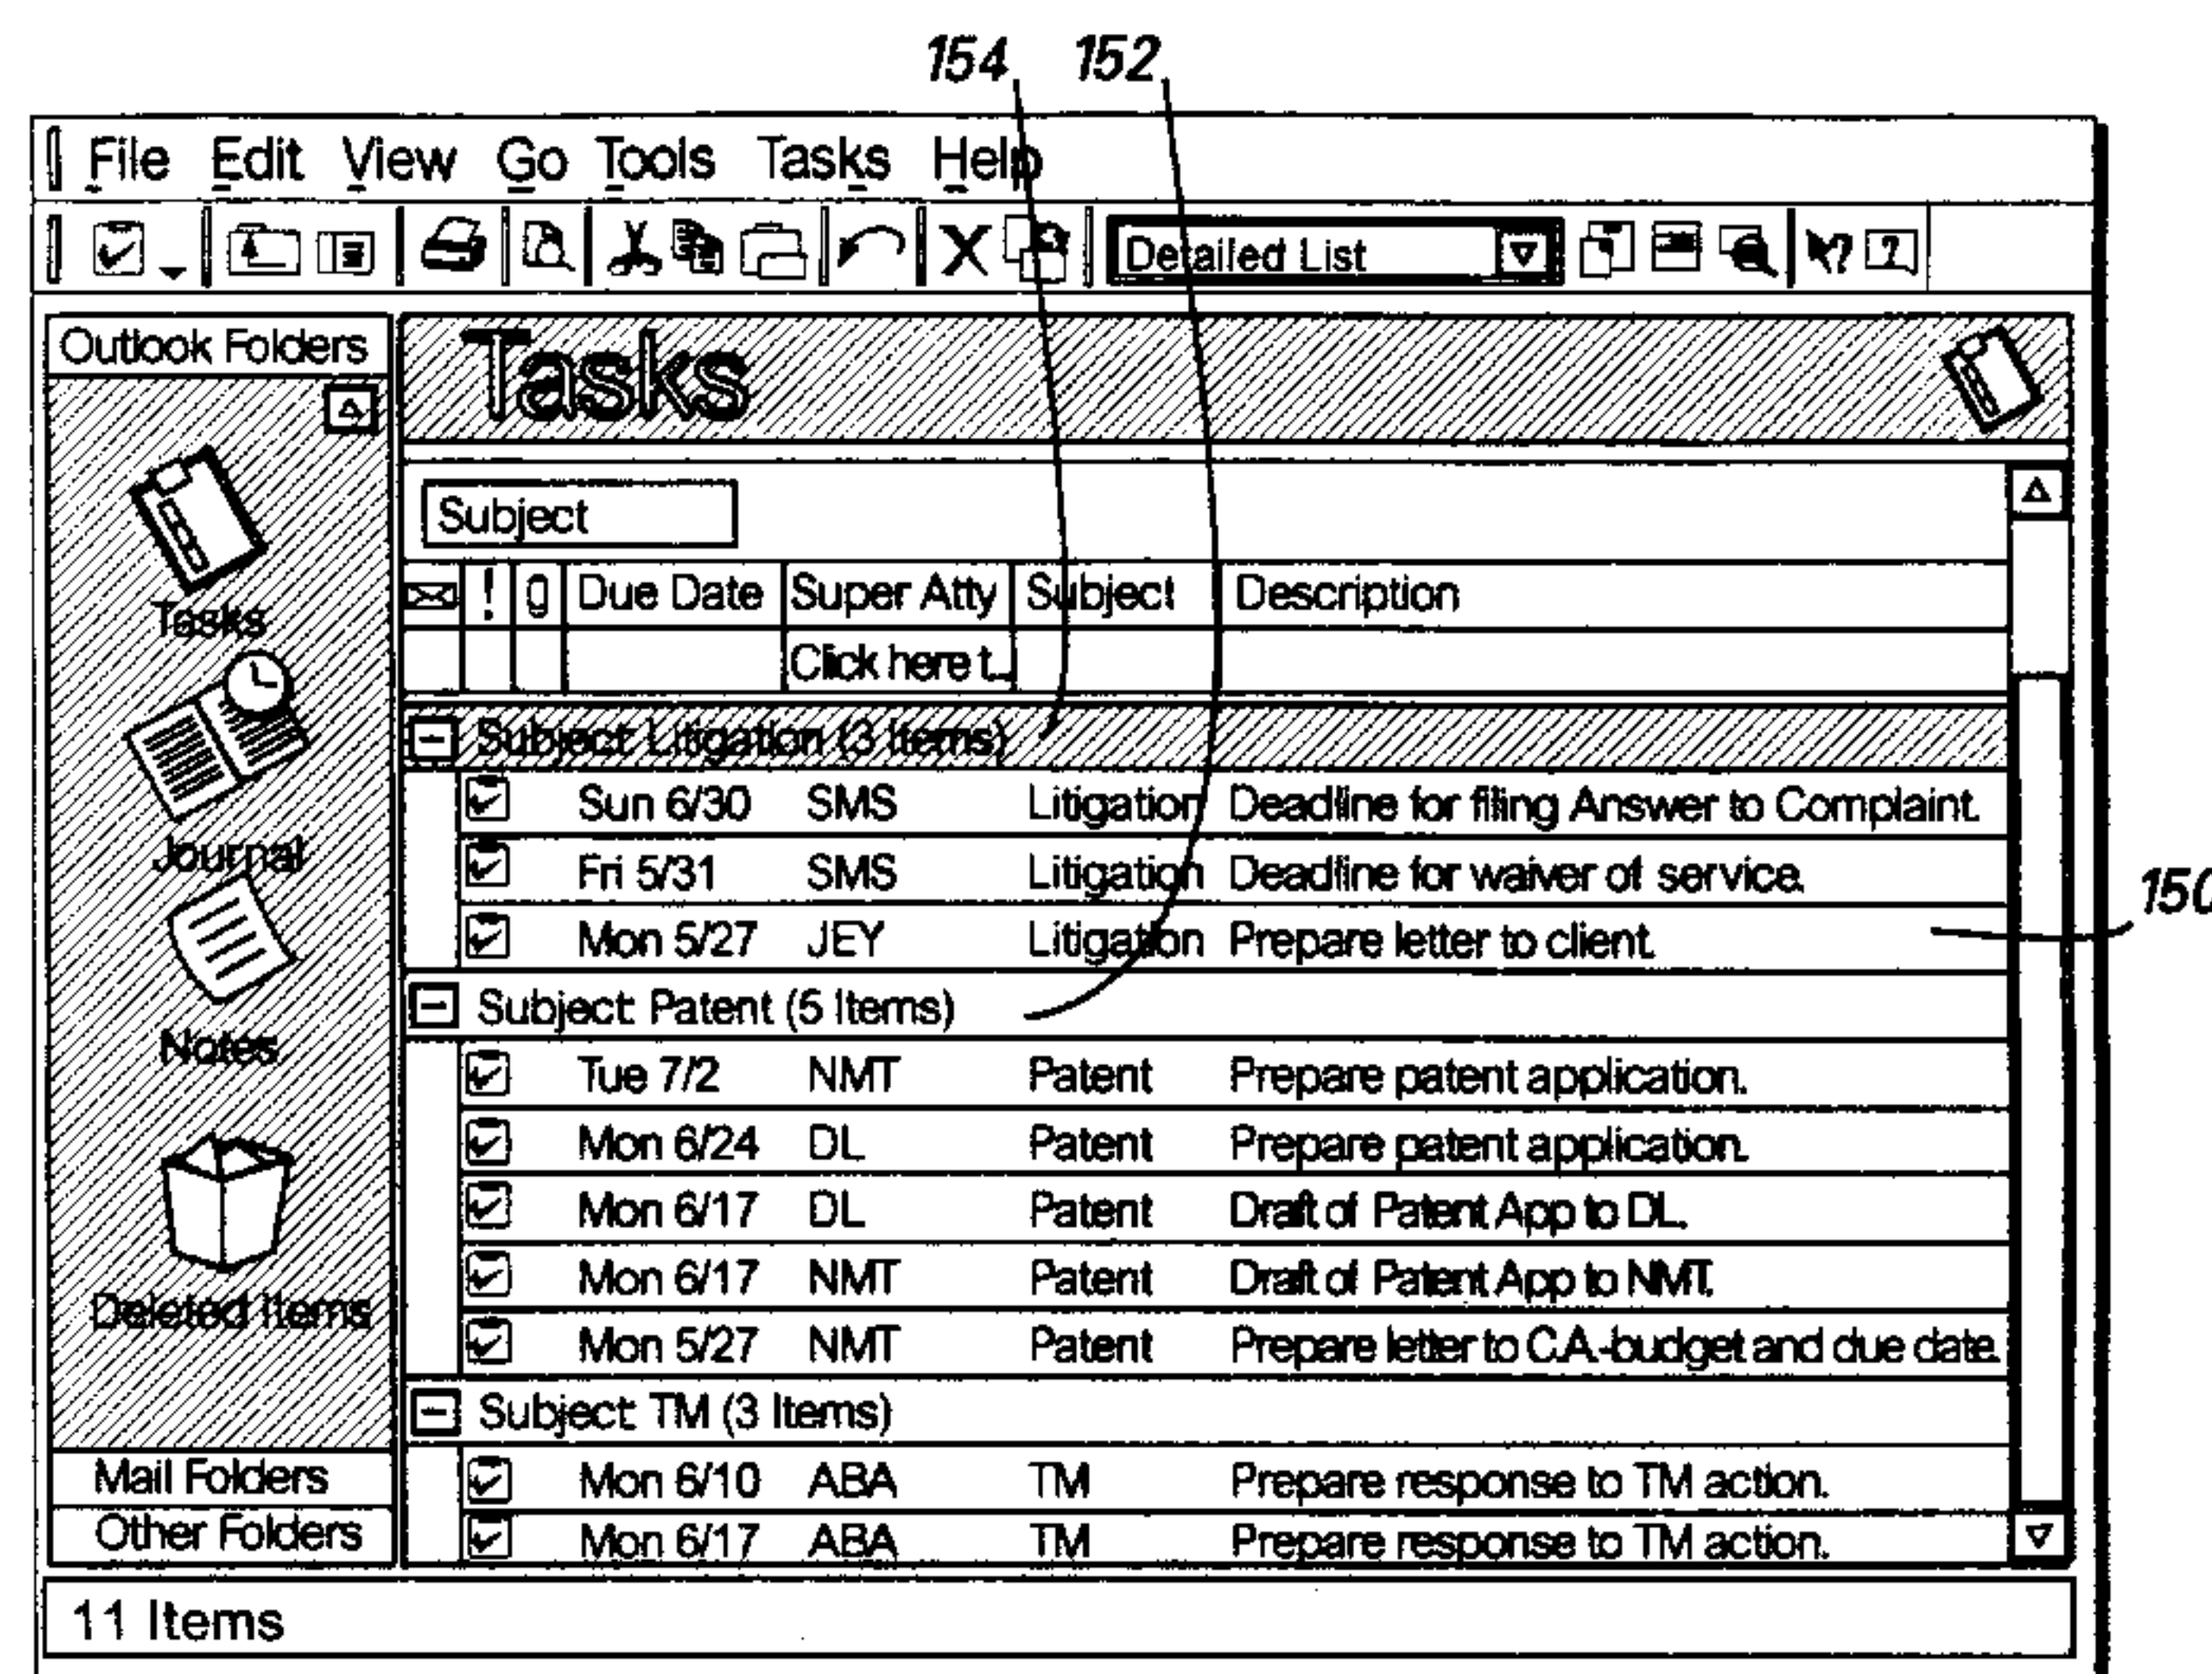 154 152
File Edit View Go Tools Tasks Help
Detailed List
Outlook Folders
Tasks
Subject
! Due Date Super Atty Subject Description
Click here t...
Tasks
Journal
Notes
Deleted Items
Mail Folders
Other Folders
Subject: Litigation (3 Items)
Sun 6/30 SMS Litigation Deadline for filing Answer to Complaint.
Fri 5/31 SMS Litigation Deadline for waiver of service.
Mon 5/27 JEY Litigation Prepare letter to client.
150
Subject: Patent (5 Items)
Tue 7/2 NMT Patent Prepare patent application.
Mon 6/24 DL Patent Prepare patent application.
Mon 6/17 DL Patent Draft of Patent App to DL.
Mon 6/17 NMT Patent Draft of Patent App to NMT.
Mon 5/27 NMT Patent Prepare letter to C.A.-budget and due date.
Subject: TM (3 Items)
Mon 6/10 ABA TM Prepare response to TM action.
Mon 6/17 ABA TM Prepare response to TM action.
11 Items